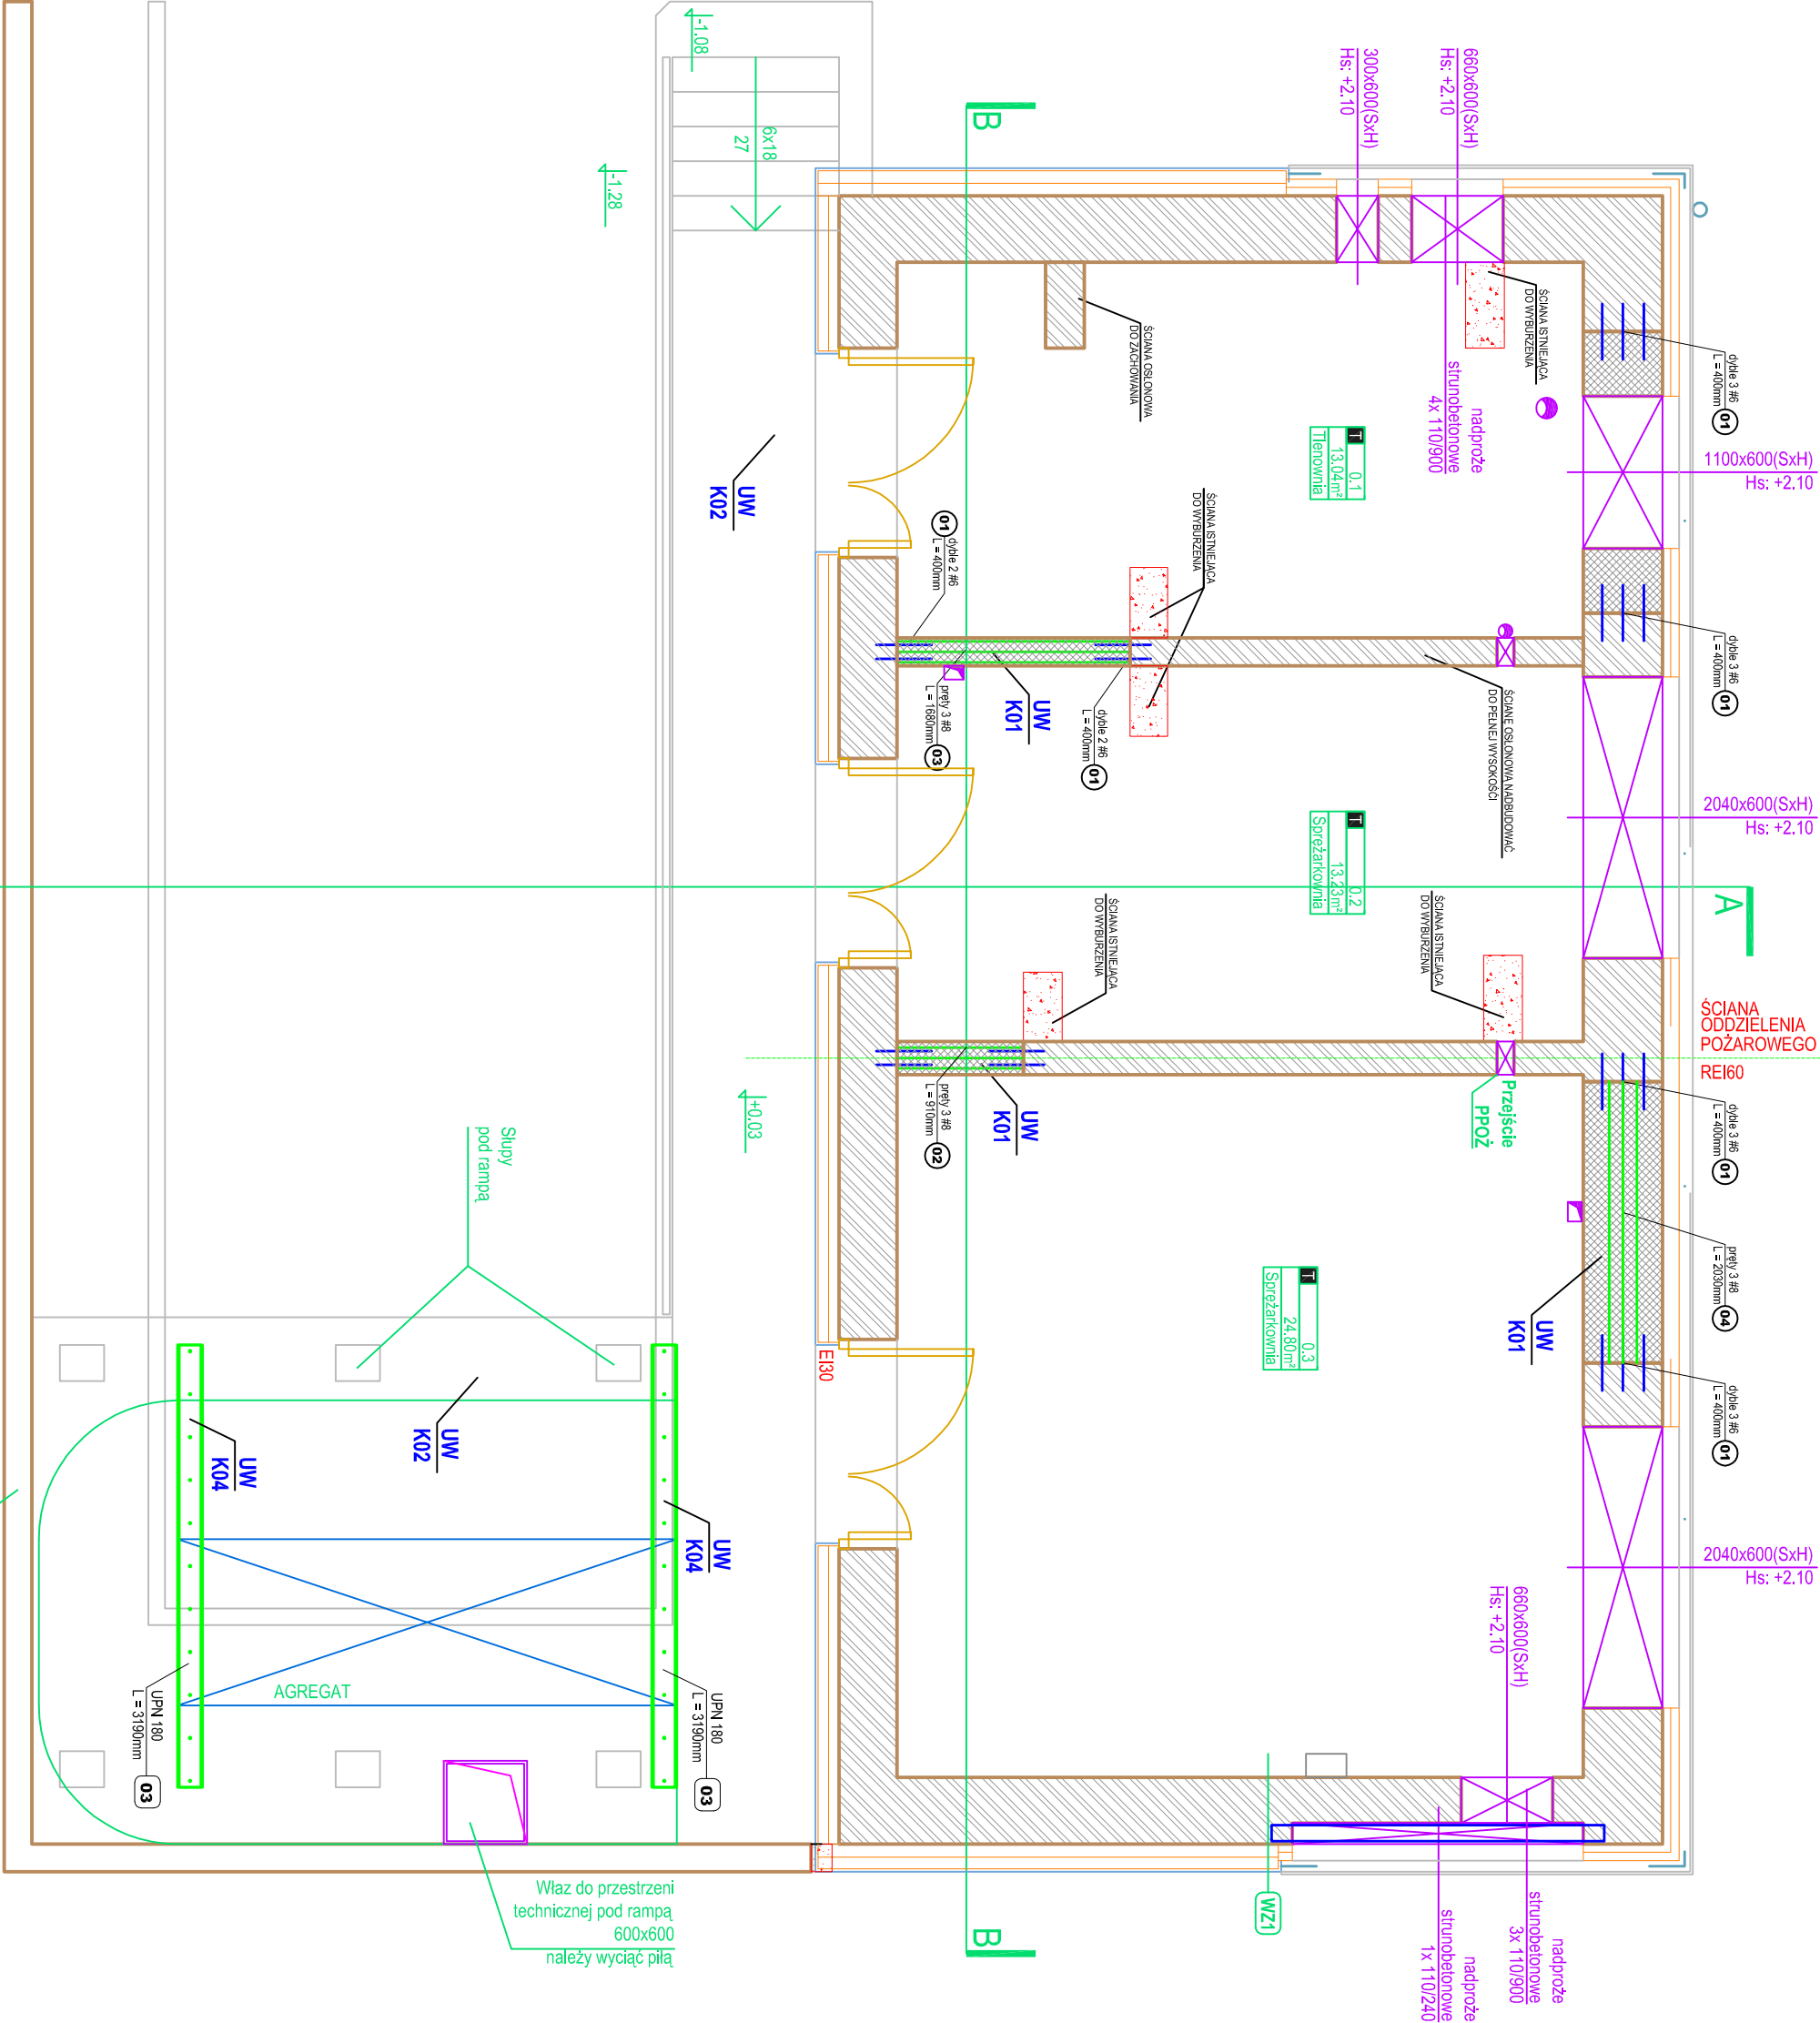 -1.08
-1.28
6x18
27
B
300x600(SxH)
Hs: +2.10
660x600(SxH)
Hs: +2.10
ŚCIANA ISTNIEJĄCA
DO WYBURZENIA
ŚCIANA OSŁONOWA
DO ZACHOWANIA
nadproże
strunobetonowe
4x 110/900
dyble 3 #6
L = 400mm
01
1100x600(SxH)
Hs: +2.10
T 0.1
13.04m²
Tlenownia
UW
K02
01
dyble 2 #6
L = 400mm
ŚCIANA ISTNIEJĄCA
DO WYBURZENIA
dyble 3 #6
L = 400mm
01
pręty 3 #8
L = 1680mm
03
UW
K01
dyble 2 #6
L = 400mm
01
ŚCIANĘ OSŁONOWĄ NADBUDOWAĆ
DO PEŁNEJ WYSOKOŚCI
2040x600(SxH)
Hs: +2.10
T 0.2
13.23m²
Sprężarkownia
A
ŚCIANA ISTNIEJĄCA
DO WYBURZENIA
ŚCIANA ISTNIEJĄCA
DO WYBURZENIA
ŚCIANA
ODDZIELENIA
POŻAROWEGO
REI60
+0.03
pręty 3 #8
L = 910mm
02
UW
K01
Przejście
PPOŻ
dyble 3 #6
L = 400mm
01
Słupy
pod rampą
pręty 3 #8
L = 2030mm
04
T 0.3
24.80m²
Sprężarkownia
UW
K01
EI30
dyble 3 #6
L = 400mm
01
UW
K04
UW
K02
UW
K04
2040x600(SxH)
Hs: +2.10
660x600(SxH)
Hs: +2.10
AGREGAT
UPN 180
L = 3190mm
03
UPN 180
L = 3190mm
03
Właz do przestrzeni
technicznej pod rampą
600x600
należy wyciąć piłą
B
WZ1
nadproże
strunobetonowe
3x 110/900
nadproże
strunobetonowe
1x 110/240